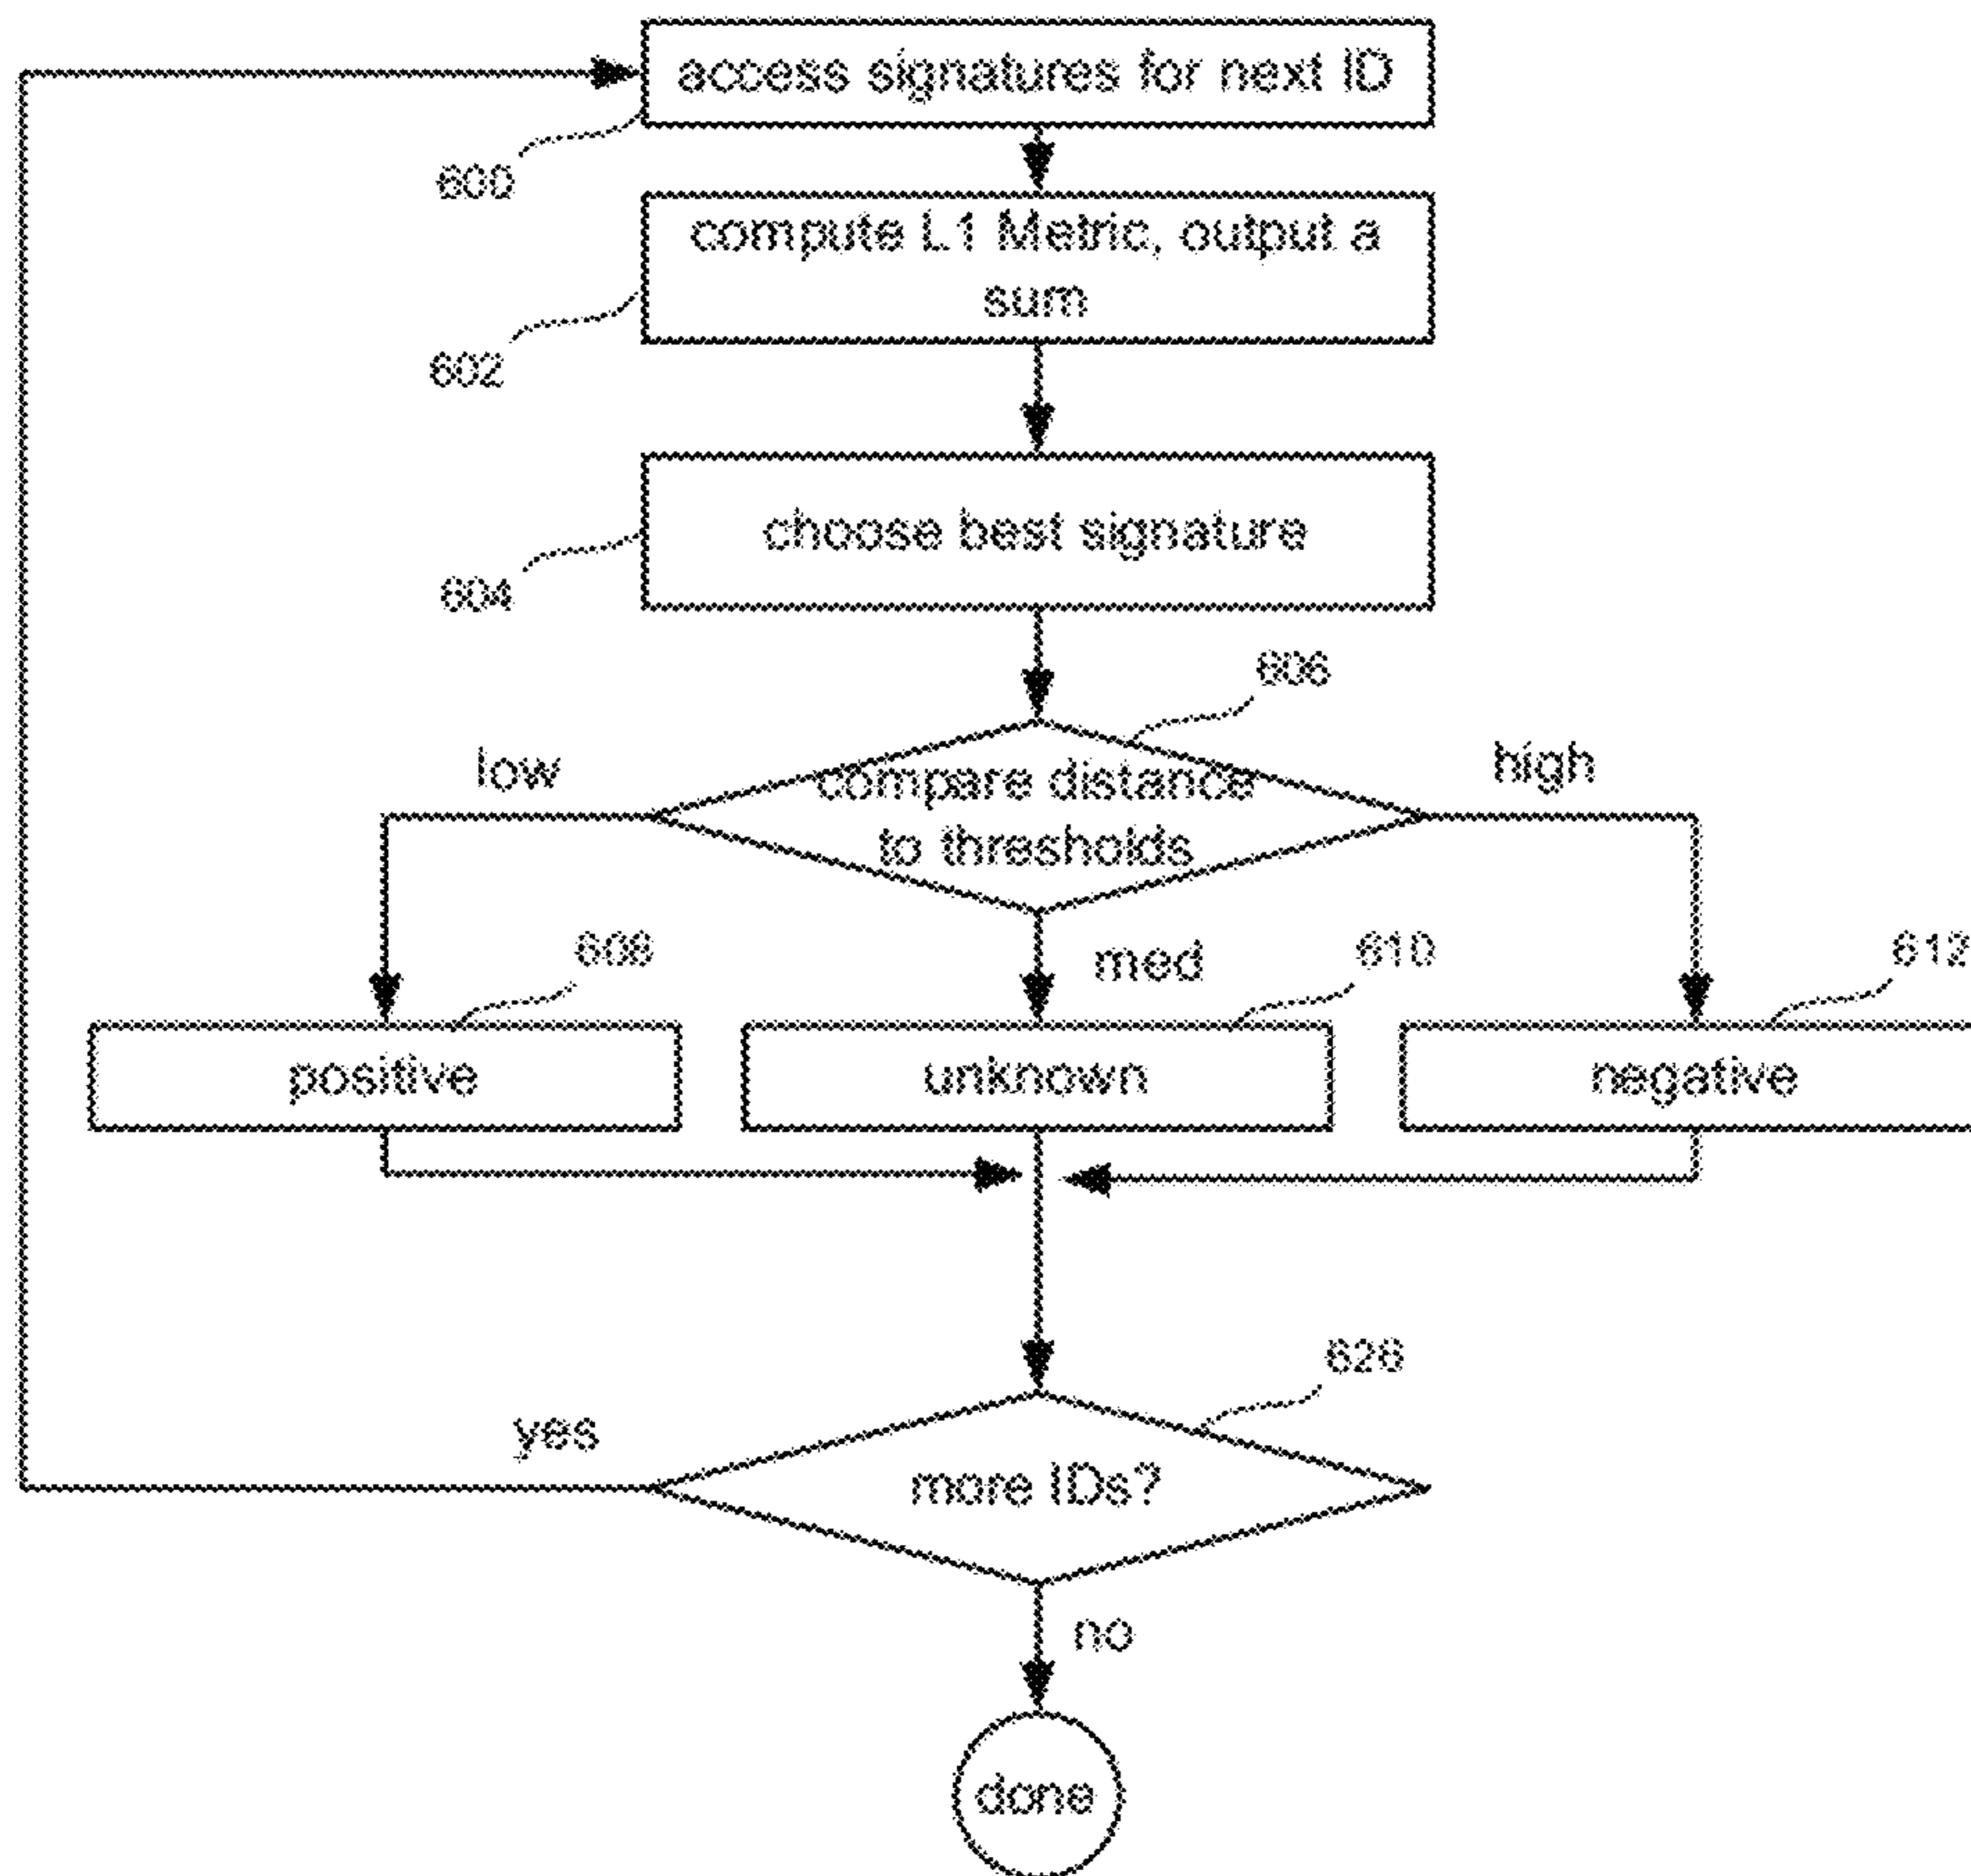 access signatures for next ID
600
compute L1 Metric, output a
sum
602
choose best signature
604
606
low
high
compare distance
to thresholds
608
med
610
612
positive
unknown
negative
626
yes
more IDs?
no
done